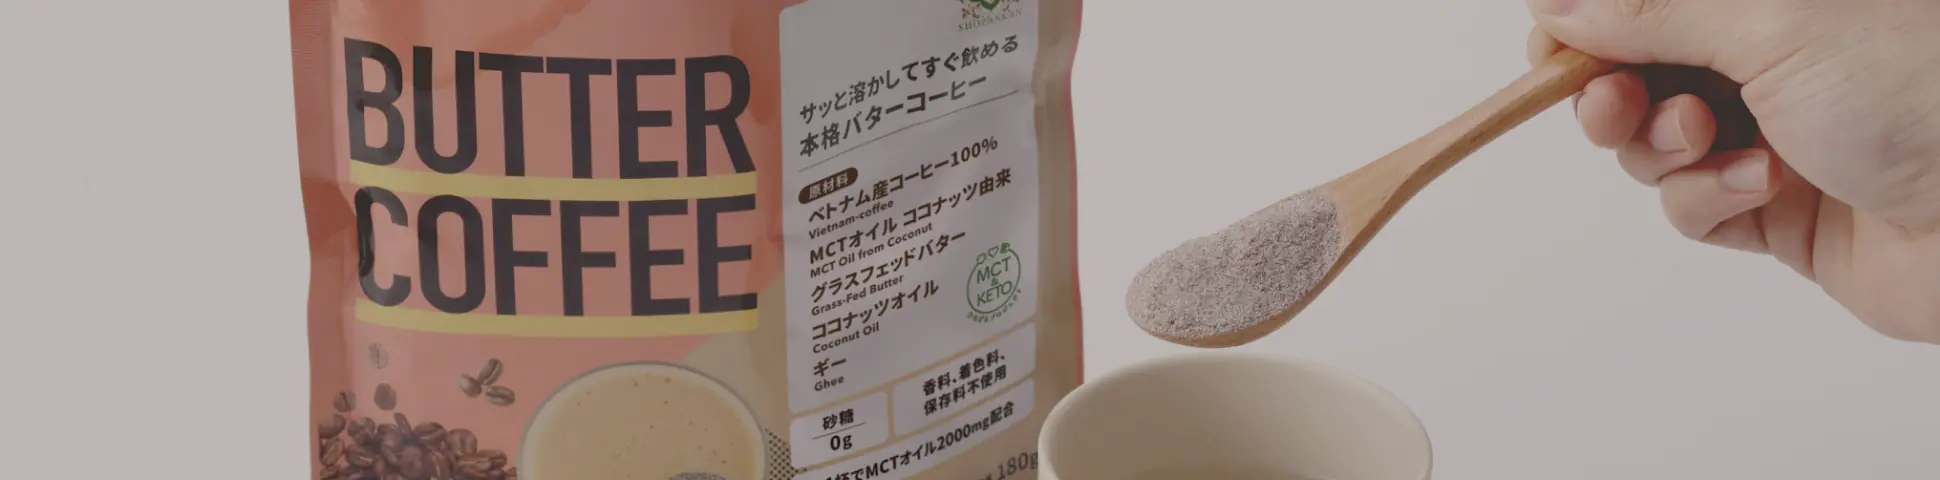 BUTTER
COFFEE
SHOZANKAN
サッと溶かしてすぐ飲める
本格バターコーヒー
原材料
ベトナム産コーヒー100%
Vietnam-coffee
MCTオイル ココナッツ由来
MCT Oil from Coconut
グラスフェッドバター
Grass-Fed Butter
ココナッツオイル
Coconut Oil
ギー
Ghee
MCT
&
KETO
砂糖
0g
香料、着色料、
保存料不使用
杯でMCTオイル2000mg配合
180g